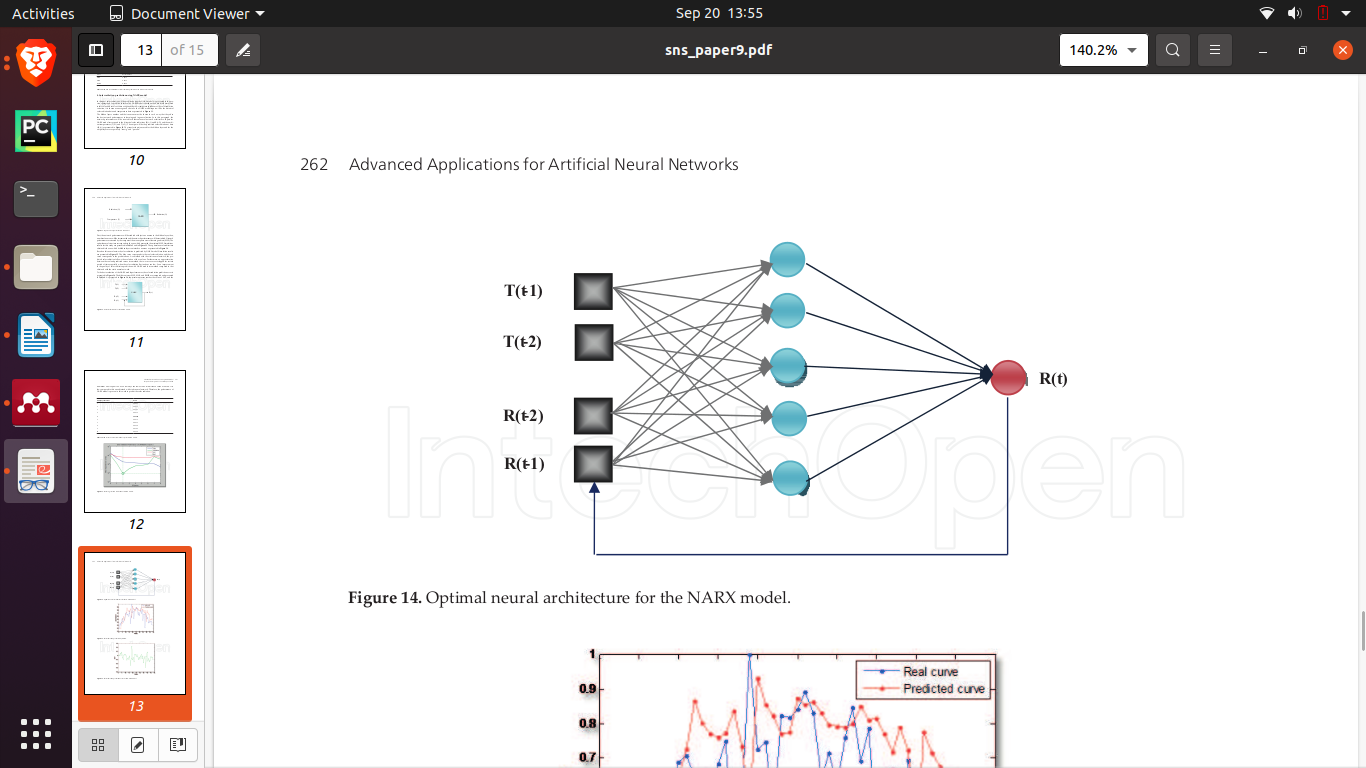 Activities
Document Viewer
Sep 20 13:55
13
of 15
sns_paper9.pdf
140.2%
PC
>_
10
11
12
13
262 Advanced Applications for Artificial Neural Networks
T(t-1)
T(t-2)
R(t-2)
R(t-1)
R(t)
IntechOpen
Figure 14. Optimal neural architecture for the NARX model.
1
0.9
0.8
0.7
Real curve
Predicted curve